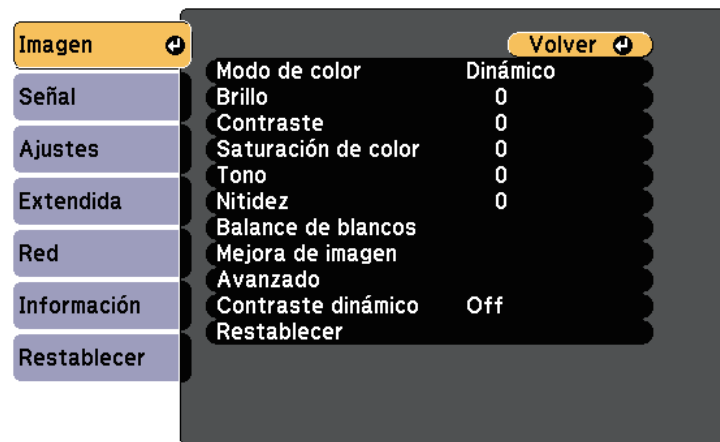 Imagen
Señal
Ajustes
Extendida
Red
Información
Restablecer
Volver
Modo de color Dinámico
Brillo 0
Contraste 0
Saturación de color 0
Tono 0
Nitidez 0
Balance de blancos
Mejora de imagen
Avanzado
Contraste dinámico Off
Restablecer